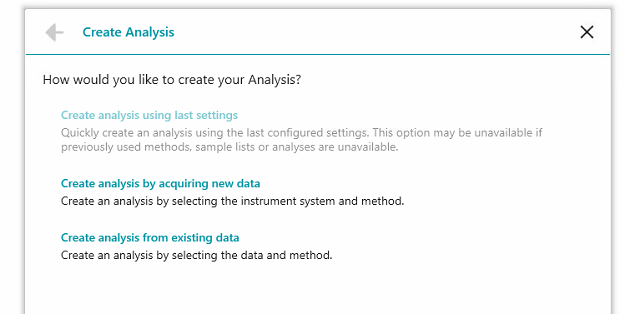 Create Analysis
How would you like to create your Analysis?
Create analysis using last settings
Quickly create an analysis using the last configured settings. This option may be unavailable if
previously used methods, sample lists or analyses are unavailable.
Create analysis by acquiring new data
Create an analysis by selecting the instrument system and method.
Create analysis from existing data
Create an analysis by selecting the data and method.